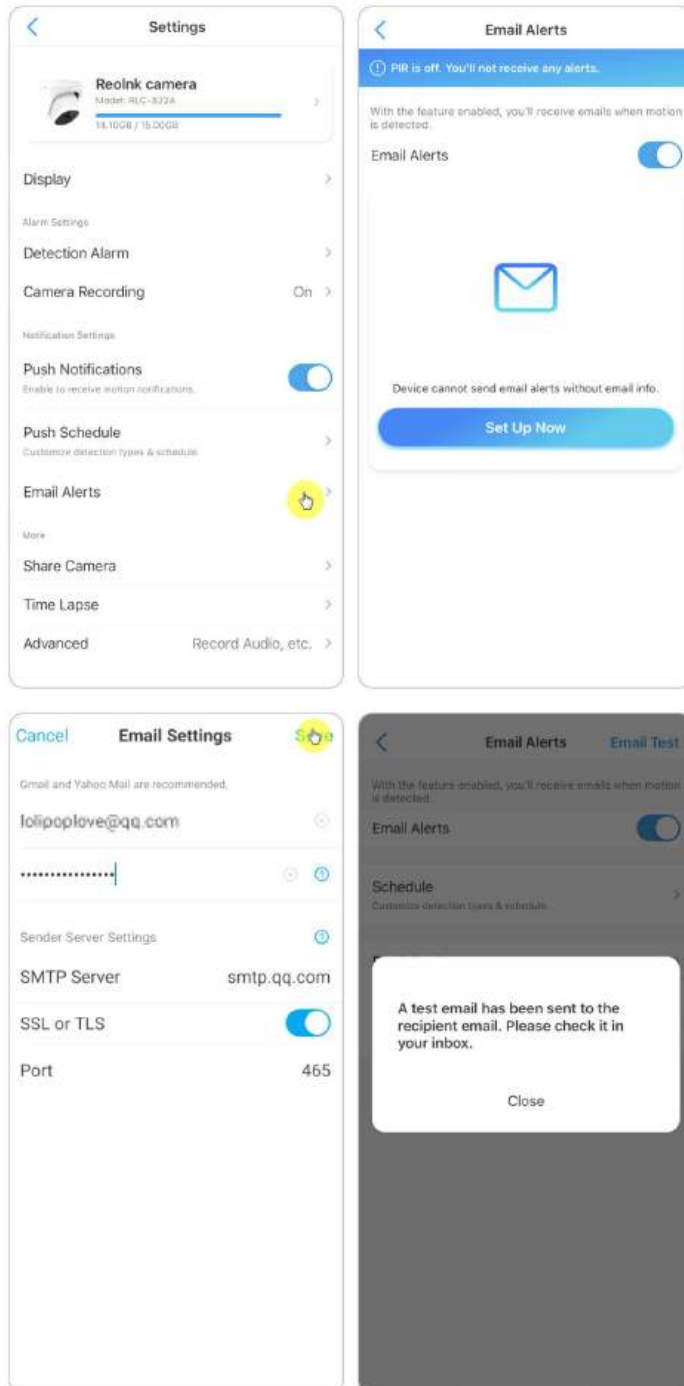 Settings
Reolnk camera
Model: RLC-822A
14.10GB / 15.00GB
Display
Alarm Settings
Detection Alarm
Camera Recording On
Notification Settings
Push Notifications
Enable to receive motion notifications.
Push Schedule
Customize detection types & schedule
Email Alerts
More
Share Camera
Time Lapse
Advanced Record Audio, etc.
Email Alerts
PIR is off. You'll not receive any alerts.
With the feature enabled, you'll receive emails when motion
is detected.
Email Alerts
Device cannot send email alerts without email info.
Set Up Now
Cancel Email Settings
Gmail and Yahoo Mail are recommended.
lolipoplove@qq.com
••••••••••••••••
Sender Server Settings
SMTP Server smtp.qq.com
SSL or TLS
Port 465
Email Alerts Email Test
With the feature enabled, you'll receive emails when motion
is detected.
Email Alerts
Schedule
Customize detection types & schedule
A test email has been sent to the
recipient email. Please check it in
your inbox.
Close